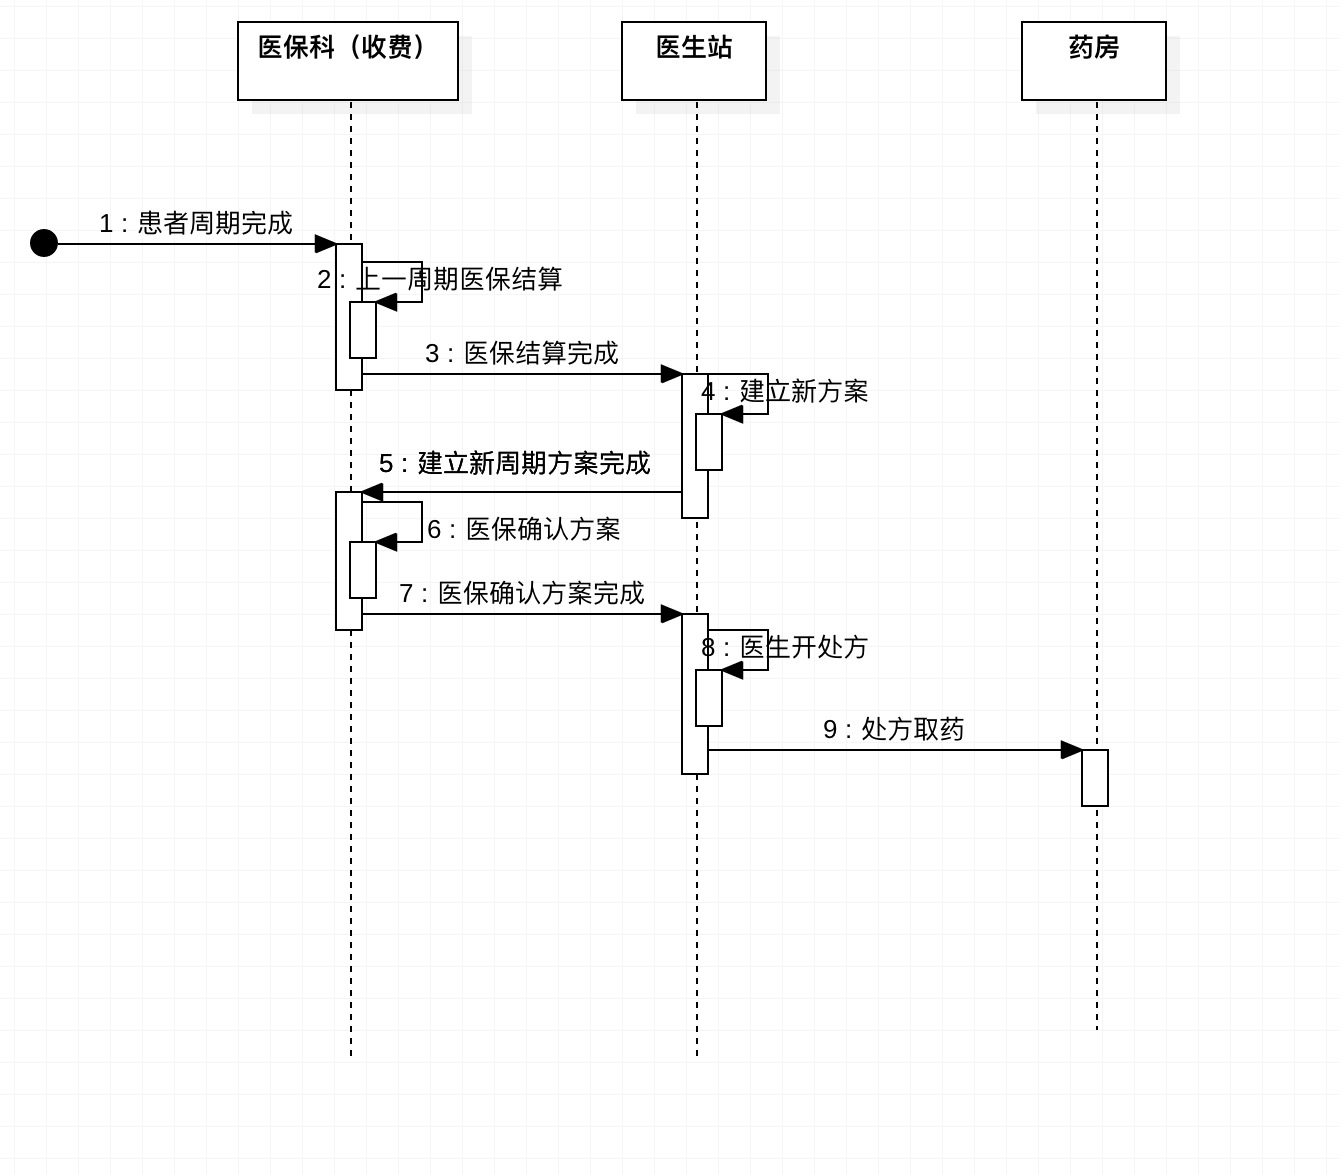 医保科（收费）
医生站
药房
1 : 患者周期完成
2 : 上一周期医保结算
3 : 医保结算完成
4 : 建立新方案
5 : 建立新周期方案完成
6 : 医保确认方案
7 : 医保确认方案完成
8 : 医生开处方
9 : 处方取药